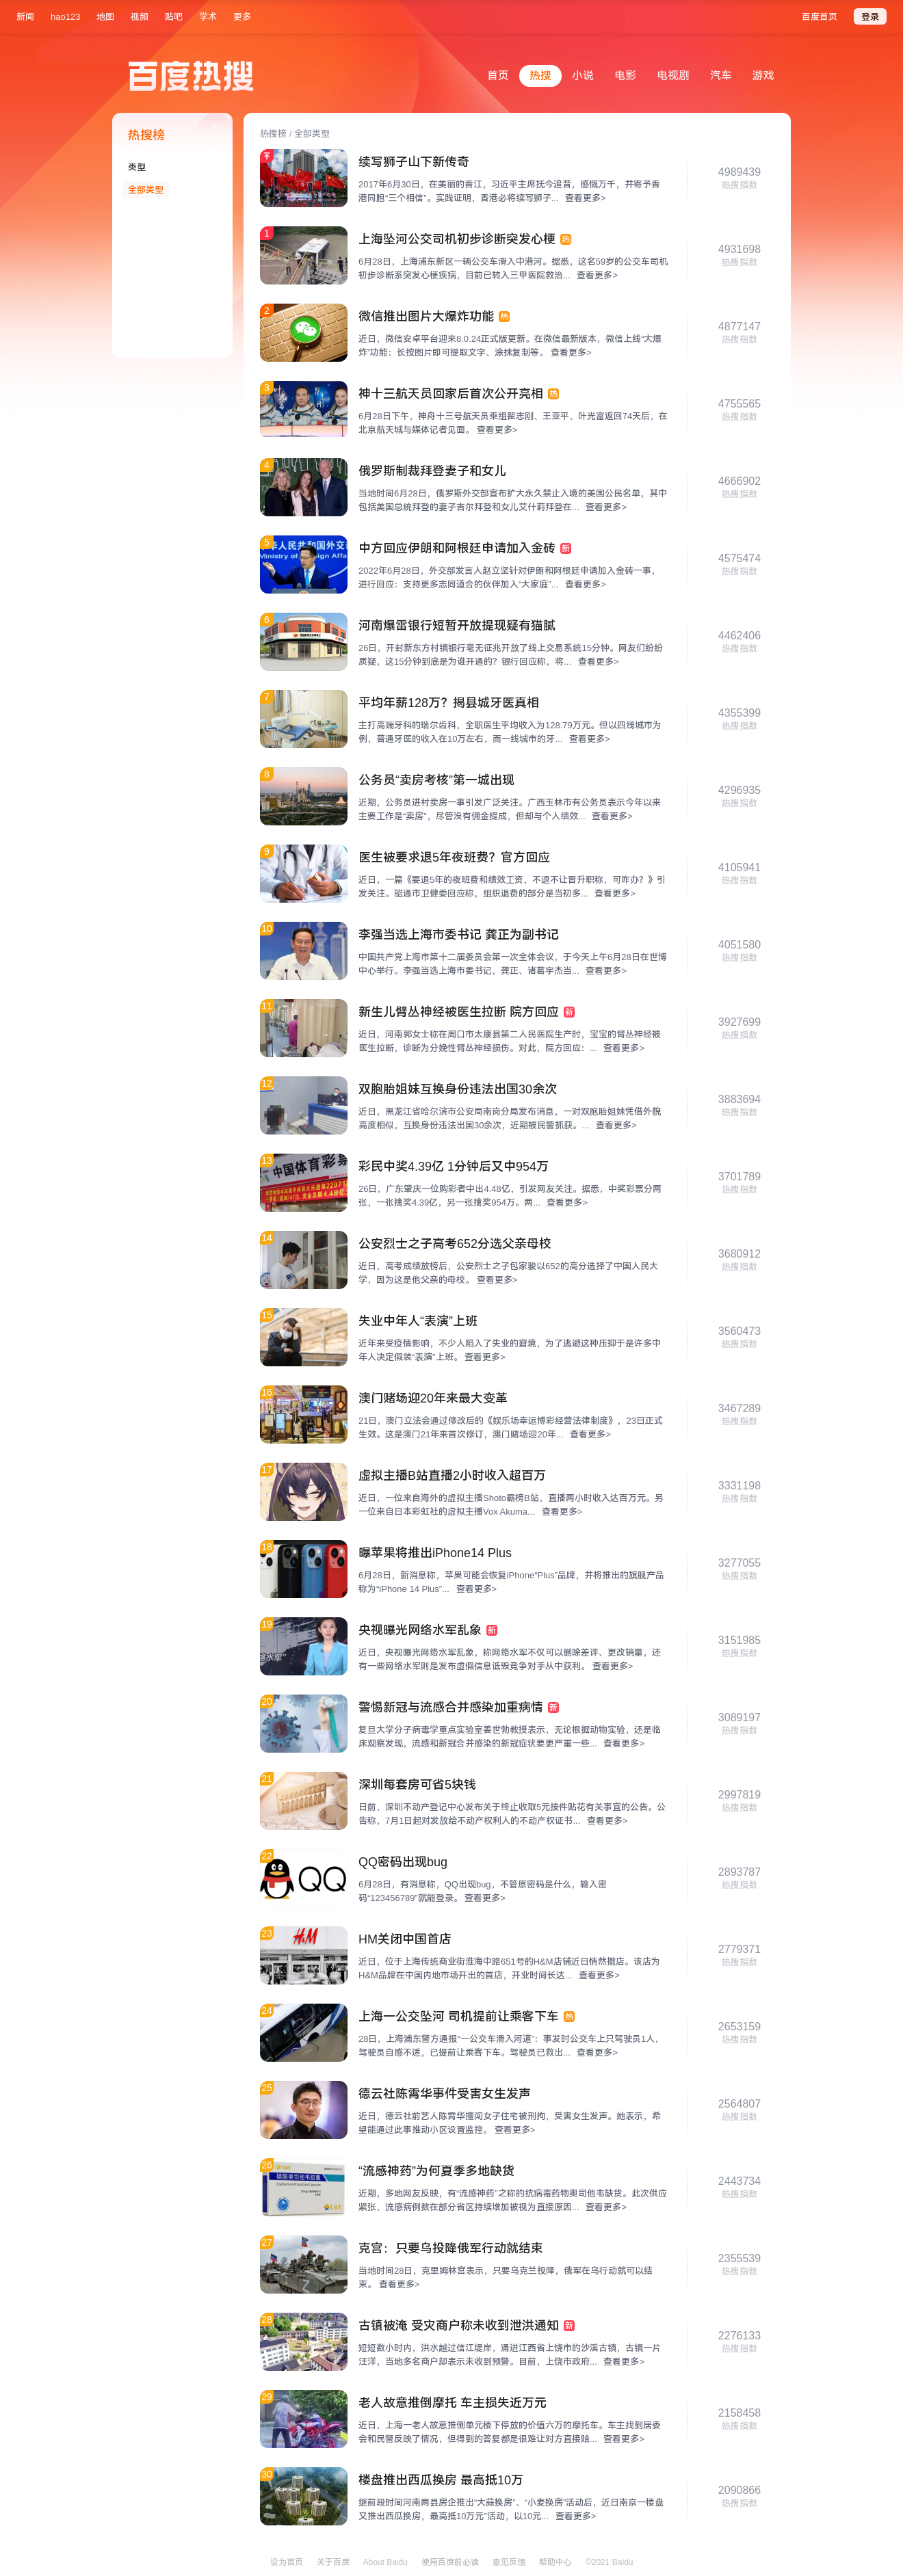 新闻 hao123 地图 视频 贴吧 学术 更多 百度首页 登录
百度热搜
首页 热搜 小说 电影 电视剧 汽车 游戏
热搜榜
类型
全部类型
热搜榜 / 全部类型
续写狮子山下新传奇
2017年6月30日，在美丽的香江，习近平主席抚今追昔，感慨万千，并寄予香
港同胞“三个相信”。实践证明，香港必将续写狮子... 查看更多>
4989439
热搜指数
1
上海坠河公交司机初步诊断突发心梗 热
6月28日，上海浦东新区一辆公交车滑入中港河。据悉，这名59岁的公交车司机
初步诊断系突发心梗疾病，目前已转入三甲医院救治... 查看更多>
4931698
热搜指数
2
微信推出图片大爆炸功能 热
近日，微信安卓平台迎来8.0.24正式版更新。在微信最新版本，微信上线“大爆
炸”功能：长按图片即可提取文字、涂抹复制等。 查看更多>
4877147
热搜指数
3
神十三航天员回家后首次公开亮相 热
6月28日下午，神舟十三号航天员乘组翟志刚、王亚平、叶光富返回74天后，在
北京航天城与媒体记者见面。 查看更多>
4755565
热搜指数
4
俄罗斯制裁拜登妻子和女儿
当地时间6月28日，俄罗斯外交部宣布扩大永久禁止入境的美国公民名单，其中
包括美国总统拜登的妻子吉尔拜登和女儿艾什莉拜登在... 查看更多>
4666902
热搜指数
5
中方回应伊朗和阿根廷申请加入金砖 新
2022年6月28日，外交部发言人赵立坚针对伊朗和阿根廷申请加入金砖一事，
进行回应：支持更多志同道合的伙伴加入“大家庭”... 查看更多>
4575474
热搜指数
6
河南爆雷银行短暂开放提现疑有猫腻
26日，开封新东方村镇银行毫无征兆开放了线上交易系统15分钟。网友们纷纷
质疑，这15分钟到底是为谁开通的？银行回应称，将... 查看更多>
4462406
热搜指数
7
平均年薪128万？揭县城牙医真相
主打高端牙科的瑞尔齿科，全职医生平均收入为128.79万元。但以四线城市为
例，普通牙医的收入在10万左右，而一线城市的牙... 查看更多>
4355399
热搜指数
8
公务员“卖房考核”第一城出现
近期，公务员进村卖房一事引发广泛关注。广西玉林市有公务员表示今年以来
主要工作是“卖房”，尽管没有佣金提成，但却与个人绩效... 查看更多>
4296935
热搜指数
9
医生被要求退5年夜班费？官方回应
近日，一篇《要退5年的夜班费和绩效工资，不退不让晋升职称，可咋办？》引
发关注。昭通市卫健委回应称，组织退费的部分是当初多... 查看更多>
4105941
热搜指数
10
李强当选上海市委书记 龚正为副书记
中国共产党上海市第十二届委员会第一次全体会议，于今天上午6月28日在世博
中心举行。李强当选上海市委书记，龚正、诸葛宇杰当... 查看更多>
4051580
热搜指数
11
新生儿臂丛神经被医生拉断 院方回应 新
近日，河南郭女士称在周口市太康县第二人民医院生产时，宝宝的臂丛神经被
医生拉断，诊断为分娩性臂丛神经损伤。对此，院方回应：... 查看更多>
3927699
热搜指数
12
双胞胎姐妹互换身份违法出国30余次
近日，黑龙江省哈尔滨市公安局南岗分局发布消息，一对双胞胎姐妹凭借外貌
高度相似，互换身份违法出国30余次，近期被民警抓获。... 查看更多>
3883694
热搜指数
13
彩民中奖4.39亿 1分钟后又中954万
26日，广东肇庆一位购彩者中出4.48亿，引发网友关注。据悉，中奖彩票分两
张，一张擒奖4.39亿，另一张擒奖954万。两... 查看更多>
3701789
热搜指数
14
公安烈士之子高考652分选父亲母校
近日，高考成绩放榜后，公安烈士之子包家骏以652的高分选择了中国人民大
学，因为这是他父亲的母校。 查看更多>
3680912
热搜指数
15
失业中年人“表演”上班
近年来受疫情影响，不少人陷入了失业的窘境，为了逃避这种压抑于是许多中
年人决定假装“表演”上班。 查看更多>
3560473
热搜指数
16
澳门赌场迎20年来最大变革
21日，澳门立法会通过修改后的《娱乐场幸运博彩经营法律制度》，23日正式
生效。这是澳门21年来首次修订，澳门赌场迎20年... 查看更多>
3467289
热搜指数
17
虚拟主播B站直播2小时收入超百万
近日，一位来自海外的虚拟主播Shoto霸榜B站，直播两小时收入达百万元。另
一位来自日本彩虹社的虚拟主播Vox Akuma... 查看更多>
3331198
热搜指数
18
曝苹果将推出iPhone14 Plus
6月28日，新消息称，苹果可能会恢复iPhone“Plus”品牌，并将推出的旗舰产品
称为“iPhone 14 Plus”... 查看更多>
3277055
热搜指数
19
央视曝光网络水军乱象 新
近日，央视曝光网络水军乱象，称网络水军不仅可以删除差评、更改销量，还
有一些网络水军则是发布虚假信息诋毁竞争对手从中获利。 查看更多>
3151985
热搜指数
20
警惕新冠与流感合并感染加重病情 新
复旦大学分子病毒学重点实验室姜世勃教授表示，无论根据动物实验，还是临
床观察发现，流感和新冠合并感染的新冠症状要更严重一些... 查看更多>
3089197
热搜指数
21
深圳每套房可省5块钱
日前，深圳不动产登记中心发布关于终止收取5元按件贴花有关事宜的公告。公
告称，7月1日起对发放给不动产权利人的不动产权证书... 查看更多>
2997819
热搜指数
22
QQ
QQ密码出现bug
6月28日，有消息称，QQ出现bug，不管原密码是什么，输入密
码“123456789”就能登录。 查看更多>
2893787
热搜指数
23
H&M
HM关闭中国首店
近日，位于上海传统商业街淮海中路651号的H&M店铺近日悄然撤店。该店为
H&M品牌在中国内地市场开出的首店，开业时间长达... 查看更多>
2779371
热搜指数
24
上海一公交坠河 司机提前让乘客下车 热
28日，上海浦东警方通报“一公交车滑入河道”：事发时公交车上只驾驶员1人，
驾驶员自感不适，已提前让乘客下车。驾驶员已救出... 查看更多>
2653159
热搜指数
25
德云社陈霄华事件受害女生发声
近日，德云社前艺人陈霄华擅闯女子住宅被刑拘，受害女生发声。她表示，希
望能通过此事推动小区设置监控。 查看更多>
2564807
热搜指数
26
“流感神药”为何夏季多地缺货
近期，多地网友反映，有“流感神药”之称的抗病毒药物奥司他韦缺货。此次供应
紧张，流感病例数在部分省区持续增加被视为直接原因... 查看更多>
2443734
热搜指数
27
克宫：只要乌投降俄军行动就结束
当地时间28日，克里姆林宫表示，只要乌克兰投降，俄军在乌行动就可以结
束。 查看更多>
2355539
热搜指数
28
古镇被淹 受灾商户称未收到泄洪通知 新
短短数小时内，洪水越过信江堤岸，涌进江西省上饶市的沙溪古镇，古镇一片
汪洋，当地多名商户却表示未收到预警。目前，上饶市政府... 查看更多>
2276133
热搜指数
29
老人故意推倒摩托 车主损失近万元
近日，上海一老人故意推倒单元楼下停放的价值六万的摩托车。车主找到居委
会和民警反映了情况，但得到的答复都是很难让对方直接赔... 查看更多>
2158458
热搜指数
30
楼盘推出西瓜换房 最高抵10万
继前段时间河南两县房企推出“大蒜换房”、“小麦换房”活动后，近日南京一楼盘
又推出西瓜换房，最高抵10万元”活动，以10元... 查看更多>
2090866
热搜指数
设为首页 关于百度 About Baidu 使用百度前必读 意见反馈 帮助中心 ©2021 Baidu